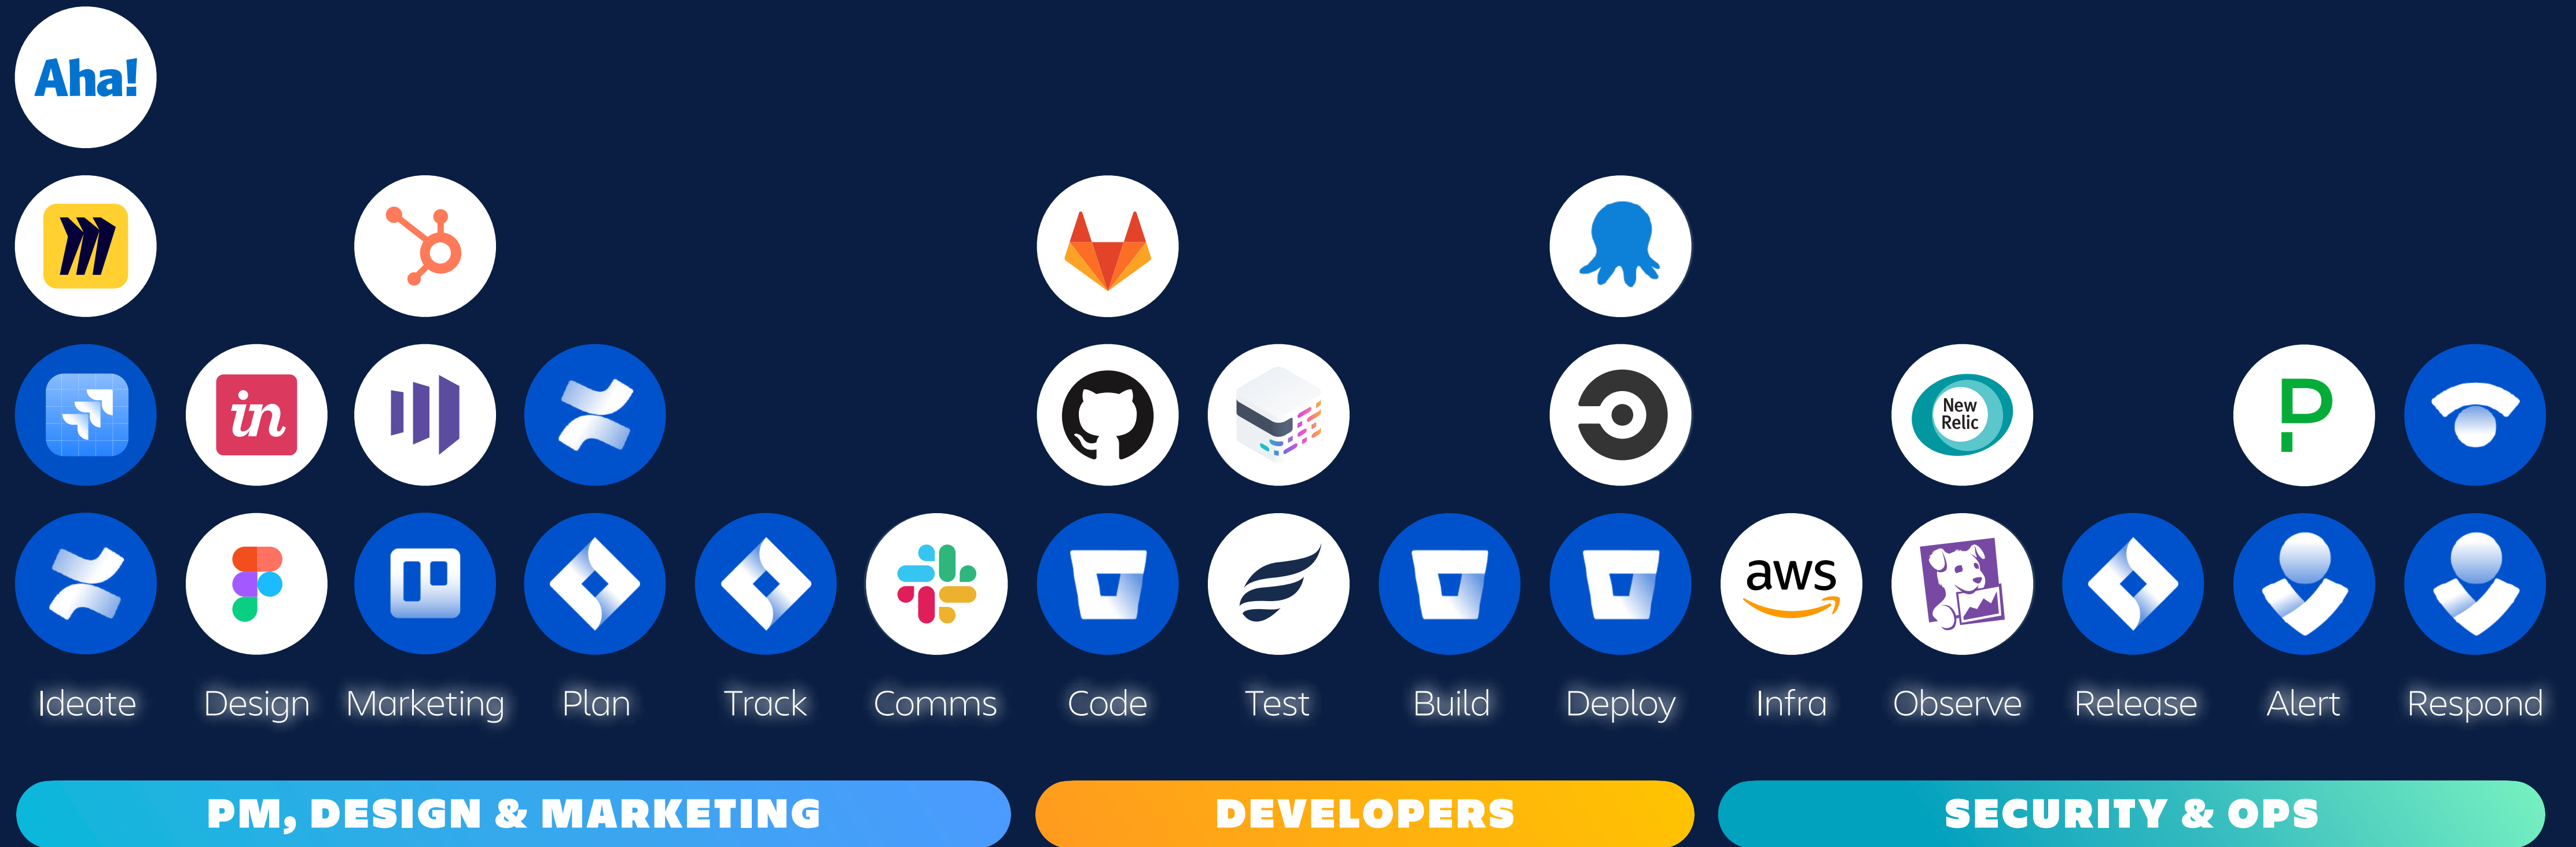 Aha!
in
New
Relic
aws
Ideate
Design
Marketing
Plan
Track
Comms
Code
Test
Build
Deploy
Infra
Observe
Release
Alert
Respond
PM, DESIGN & MARKETING
DEVELOPERS
SECURITY & OPS